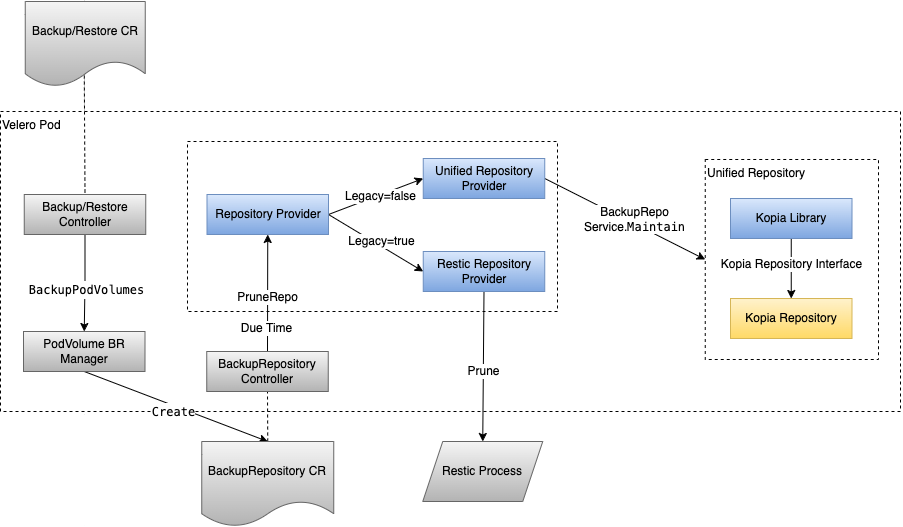 Backup/Restore CR
Velero Pod
Unified Repository
Provider
Unified Repository
Legacy=false
Backup/Restore
Controller
Repository Provider
BackupRepo
Service.Maintain
Kopia Library
Legacy=true
Restic Repository
Provider
Kopia Repository Interface
BackupPodVolumes
PruneRepo
Kopia Repository
Due Time
PodVolume BR
Manager
BackupRepository
Controller
Prune
Create
BackupRepository CR
Restic Process